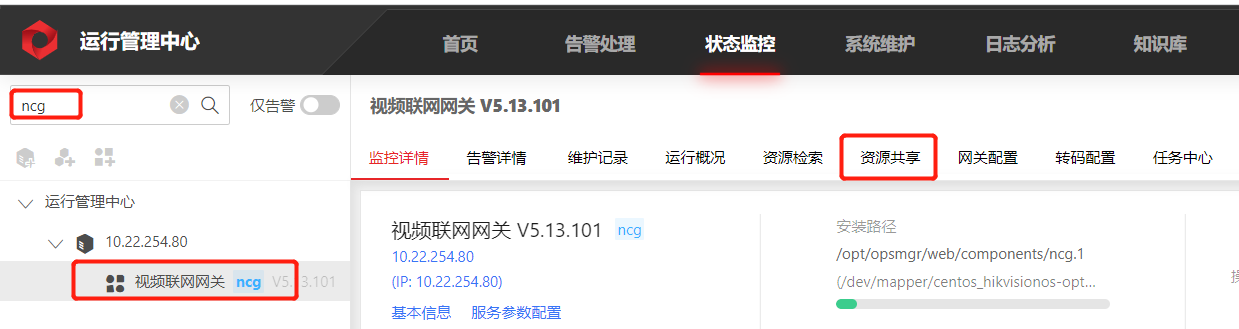 运行管理中心 首页 告警处理 状态监控 系统维护 日志分析 知识库
ncg 仅告警
视频联网网关 V5.13.101
监控详情 告警详情 维护记录 运行概况 资源检索 资源共享 网关配置 转码配置 任务中心
运行管理中心
10.22.254.80
视频联网网关 ncg V5.13.101
视频联网网关 V5.13.101 ncg
10.22.254.80
(IP: 10.22.254.80)
基本信息 服务参数配置
安装路径
/opt/opsmgr/web/components/ncg.1
(/dev/mapper/centos_hikvisionos-opt...